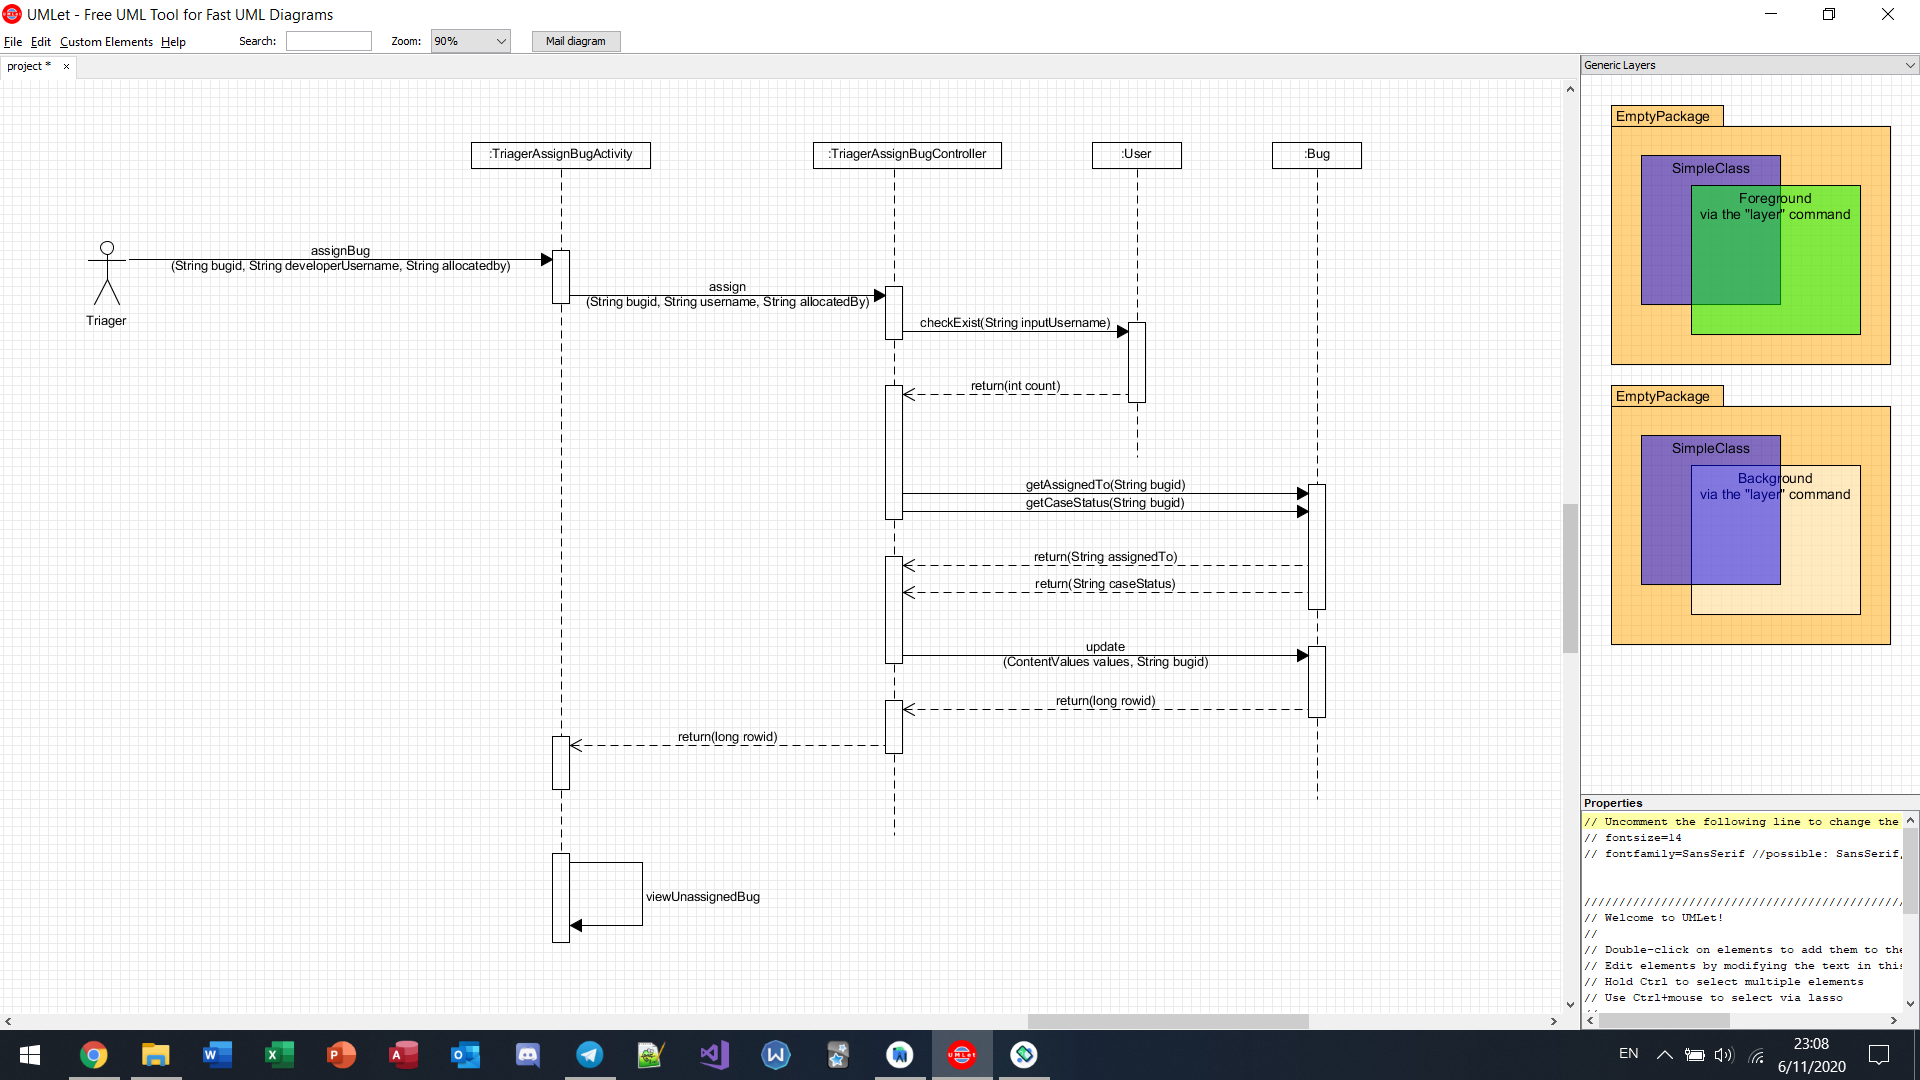 UMLet - Free UML Tool for Fast UML Diagrams
File Edit Custom Elements Help Search: Zoom: 90% Mail diagram
project *
:TriagerAssignBugActivity
:TriagerAssignBugController
:User
:Bug
Triager
assignBug
(String bugid, String developerUsername, String allocatedby)
assign
(String bugid, String username, String allocatedBy)
checkExist(String inputUsername)
return(int count)
getAssignedTo(String bugid)
getCaseStatus(String bugid)
return(String assignedTo)
return(String caseStatus)
update
(ContentValues values, String bugid)
return(long rowid)
return(long rowid)
viewUnassignedBug
Generic Layers
EmptyPackage
SimpleClass
Foreground
via the "layer" command
EmptyPackage
SimpleClass
Background
via the "layer" command
Properties
// Uncomment the following line to change the
// fontsize=14
// fontfamily=SansSerif //possible: SansSerif,
//////////////////////////////////////////////
// Welcome to UMLet!
//
// Double-click on elements to add them to the
// Edit elements by modifying the text in this
// Hold Ctrl to select multiple elements
// Use Ctrl+mouse to select via lasso
EN
23:08
6/11/2020